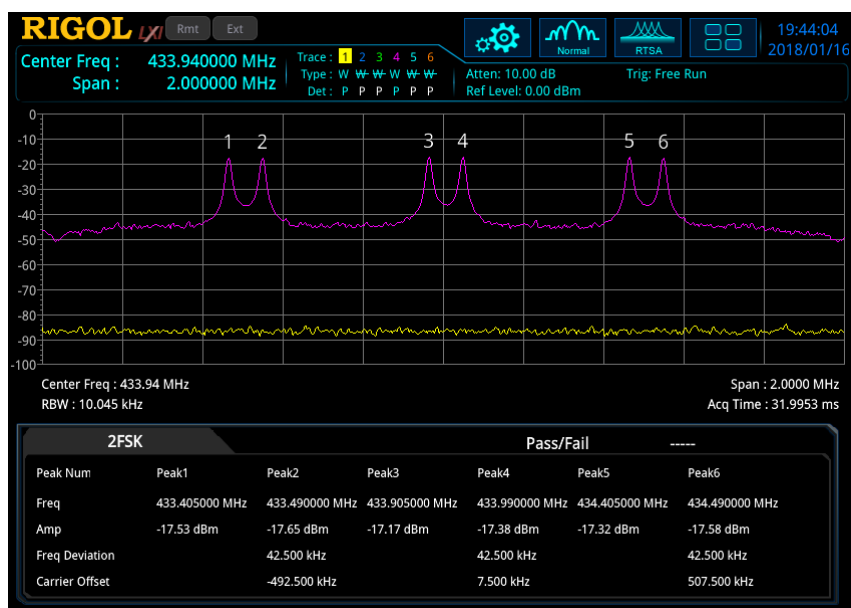 RIGOL LXI Rmt Ext
19:44:04
2018/01/16
Normal RTSA
Center Freq : 433.940000 MHz
Span : 2.000000 MHz
Trace : 1 2 3 4 5 6
Type : W W W W W W
Det : P P P P P P
Atten: 10.00 dB Trig: Free Run
Ref Level: 0.00 dBm
0
-10
-20
-30
-40
-50
-60
-70
-80
-90
-100
1 2 3 4 5 6
Center Freq : 433.94 MHz Span : 2.0000 MHz
RBW : 10.045 kHz Acq Time : 31.9953 ms
2FSK Pass/Fail -----
Peak Num Peak1 Peak2 Peak3 Peak4 Peak5 Peak6
Freq 433.405000 MHz 433.490000 MHz 433.905000 MHz 433.990000 MHz 434.405000 MHz 434.490000 MHz
Amp -17.53 dBm -17.65 dBm -17.17 dBm -17.38 dBm -17.32 dBm -17.58 dBm
Freq Deviation 42.500 kHz 42.500 kHz 42.500 kHz
Carrier Offset -492.500 kHz 7.500 kHz 507.500 kHz